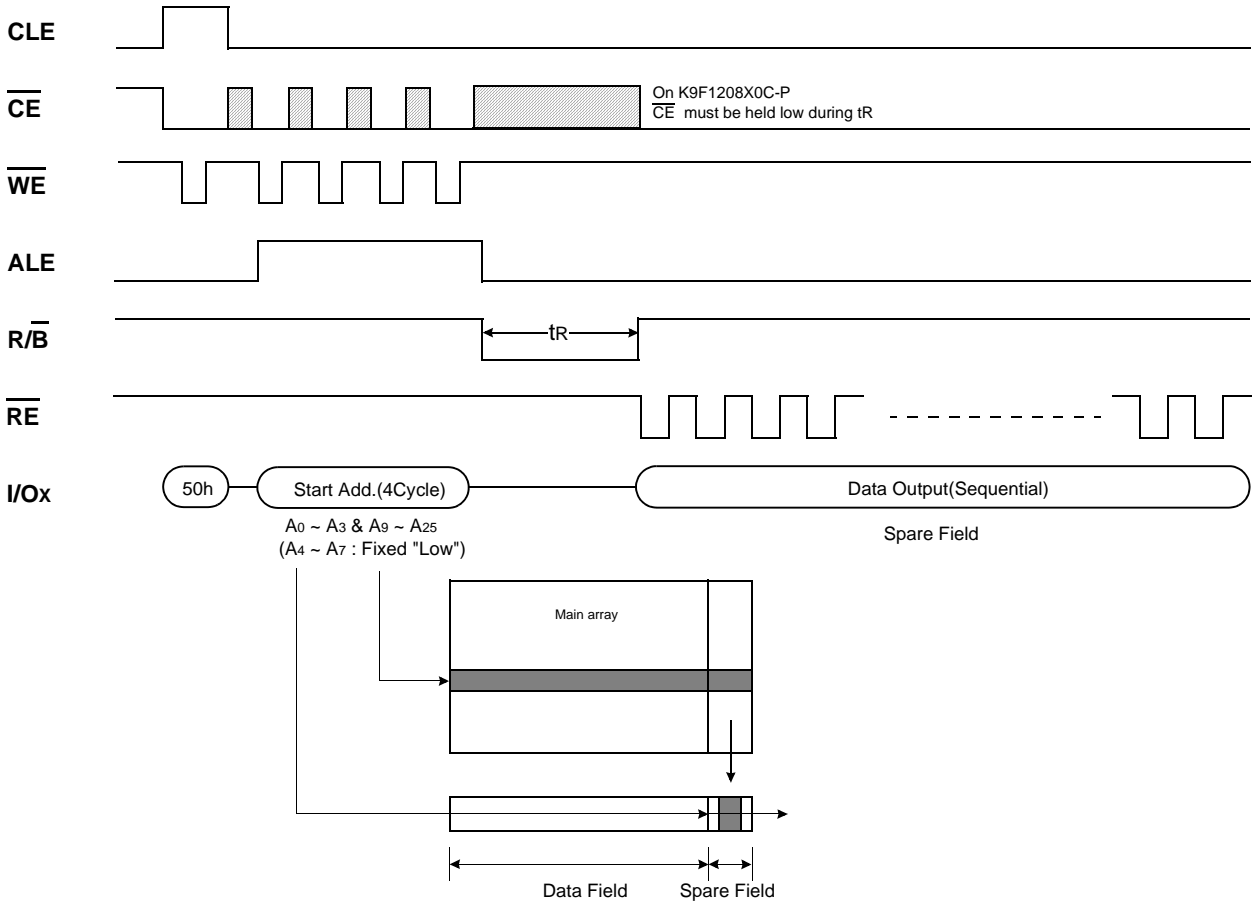 CLE
CE
On K9F1208X0C-P
CE must be held low during tR
WE
ALE
R/B
tR
RE
I/Ox
50h
Start Add.(4Cycle)
Data Output(Sequential)
A0 ~ A3 & A9 ~ A25
(A4 ~ A7 : Fixed "Low")
Spare Field
Main array
Data Field
Spare Field